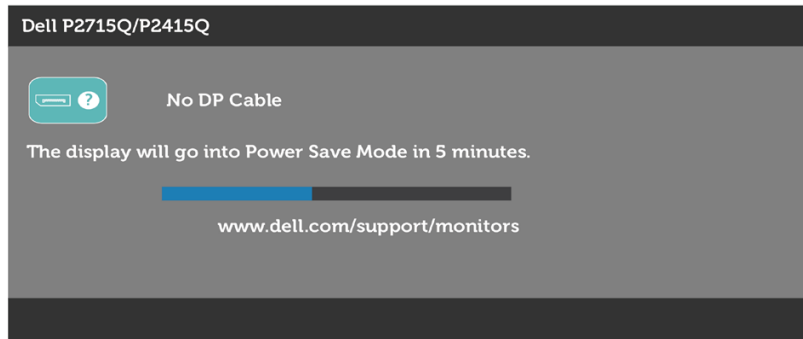 Dell P2715Q/P2415Q
?
No DP Cable
The display will go into Power Save Mode in 5 minutes.
www.dell.com/support/monitors